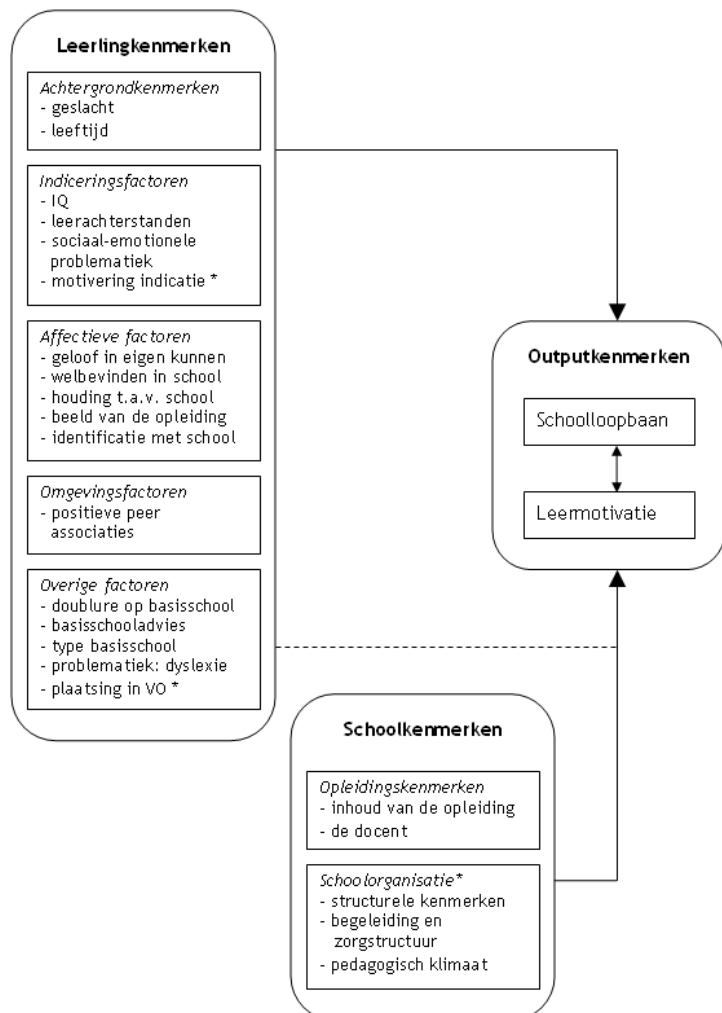 Leerlingkenmerken
Achtergrondkenmerken
- geslacht
- leeftijd
Indiceringsfactoren
- IQ
- leerachterstanden
- sociaal-emotionele
problematiek
- motivering indicatie *
Affectieve factoren
- geloof in eigen kunnen
- welbevinden in school
- houding t.a.v. school
- beeld van de opleiding
- identificatie met school
Omgevingsfactoren
- positieve peer
associaties
Overige factoren
- doublure op basisschool
- basisschooladvies
- type basisschool
- problematiek: dyslexie
- plaatsing in VO *
Outputkenmerken
Schoolloopbaan
Leermotivatie
Schoolkenmerken
Opleidingskenmerken
- inhoud van de opleiding
- de docent
Schoolorganisatie*
- structurele kenmerken
- begeleiding en
zorgstructuur
- pedagogisch klimaat